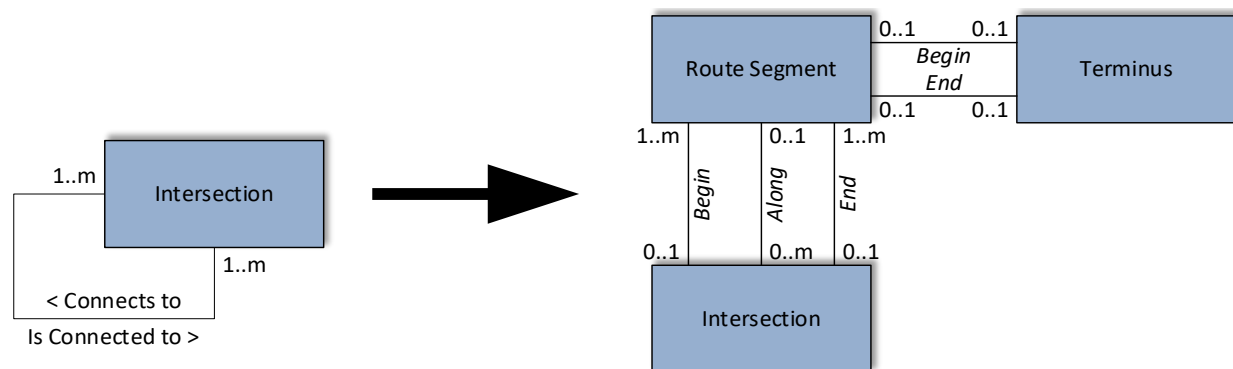 1..m
Intersection
1..m
< Connects to
Is Connected to >
Route Segment
0..1
0..1
Begin
End
0..1
0..1
Terminus
1..m
0..1
1..m
Begin
Along
End
0..1
0..m
0..1
Intersection